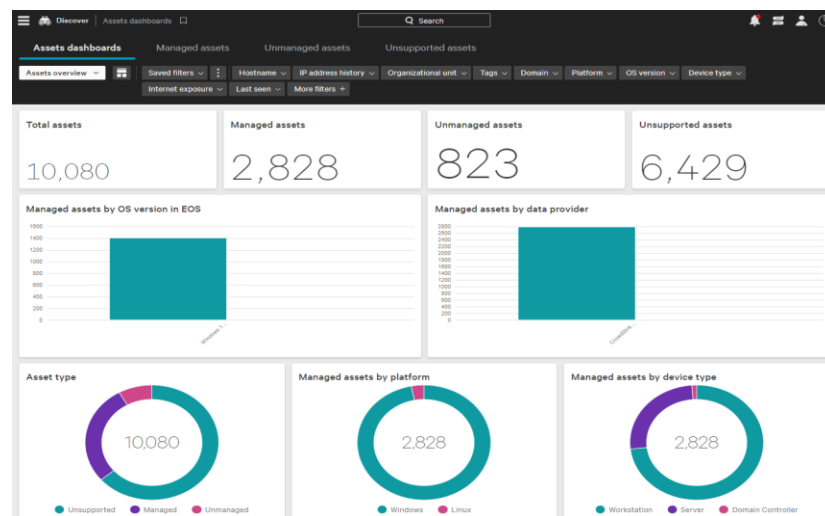 Discover Assets dashboards Search
Assets dashboards Managed assets Unmanaged assets Unsupported assets
Assets overview Saved filters Hostname IP address history Organizational unit Tags Domain Platform OS version Device type
Internet exposure Last seen More filters +
Total assets
10,080
Managed assets
2,828
Unmanaged assets
823
Unsupported assets
6,429
Managed assets by OS version in EOS
1600
1400
1200
1000
800
600
400
200
0
Windows 1...
Managed assets by data provider
2800
2600
2400
2200
2000
1800
1600
1400
1200
1000
800
600
400
200
0
CrowdStrik...
Asset type
10,080
Unsupported Managed Unmanaged
Managed assets by platform
2,828
Windows Linux
Managed assets by device type
2,828
Workstation Server Domain Controller